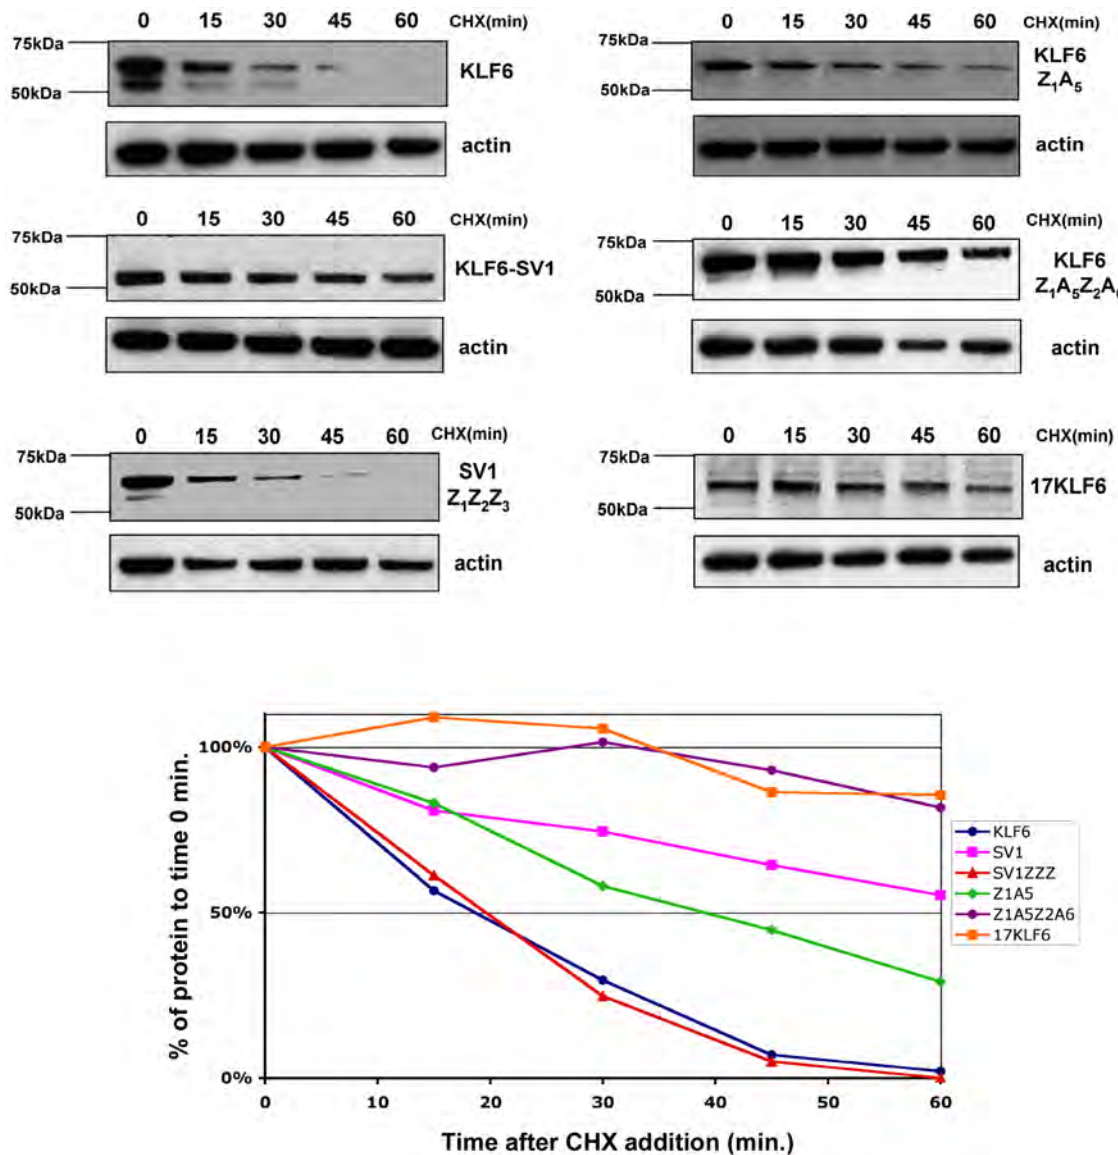 0 15 30 45 60 CHX(min)
75kDa
50kDa
KLF6
actin
0 15 30 45 60 CHX(min)
75kDa
50kDa
KLF6
Z₁A₅
actin
0 15 30 45 60 CHX(min)
75kDa
50kDa
KLF6-SV1
actin
0 15 30 45 60 CHX(min)
75kDa
50kDa
KLF6
Z₁A₅Z₂A
actin
0 15 30 45 60 CHX(min)
75kDa
50kDa
SV1
Z₁Z₂Z₃
actin
0 15 30 45 60 CHX(min)
75kDa
50kDa
17KLF6
actin
% of protein to time 0 min.
100%
50%
0%
0 10 20 30 40 50 60
Time after CHX addition (min.)
KLF6
SV1
SV1ZZZ
Z1A5
Z1A5Z2A6
17KLF6